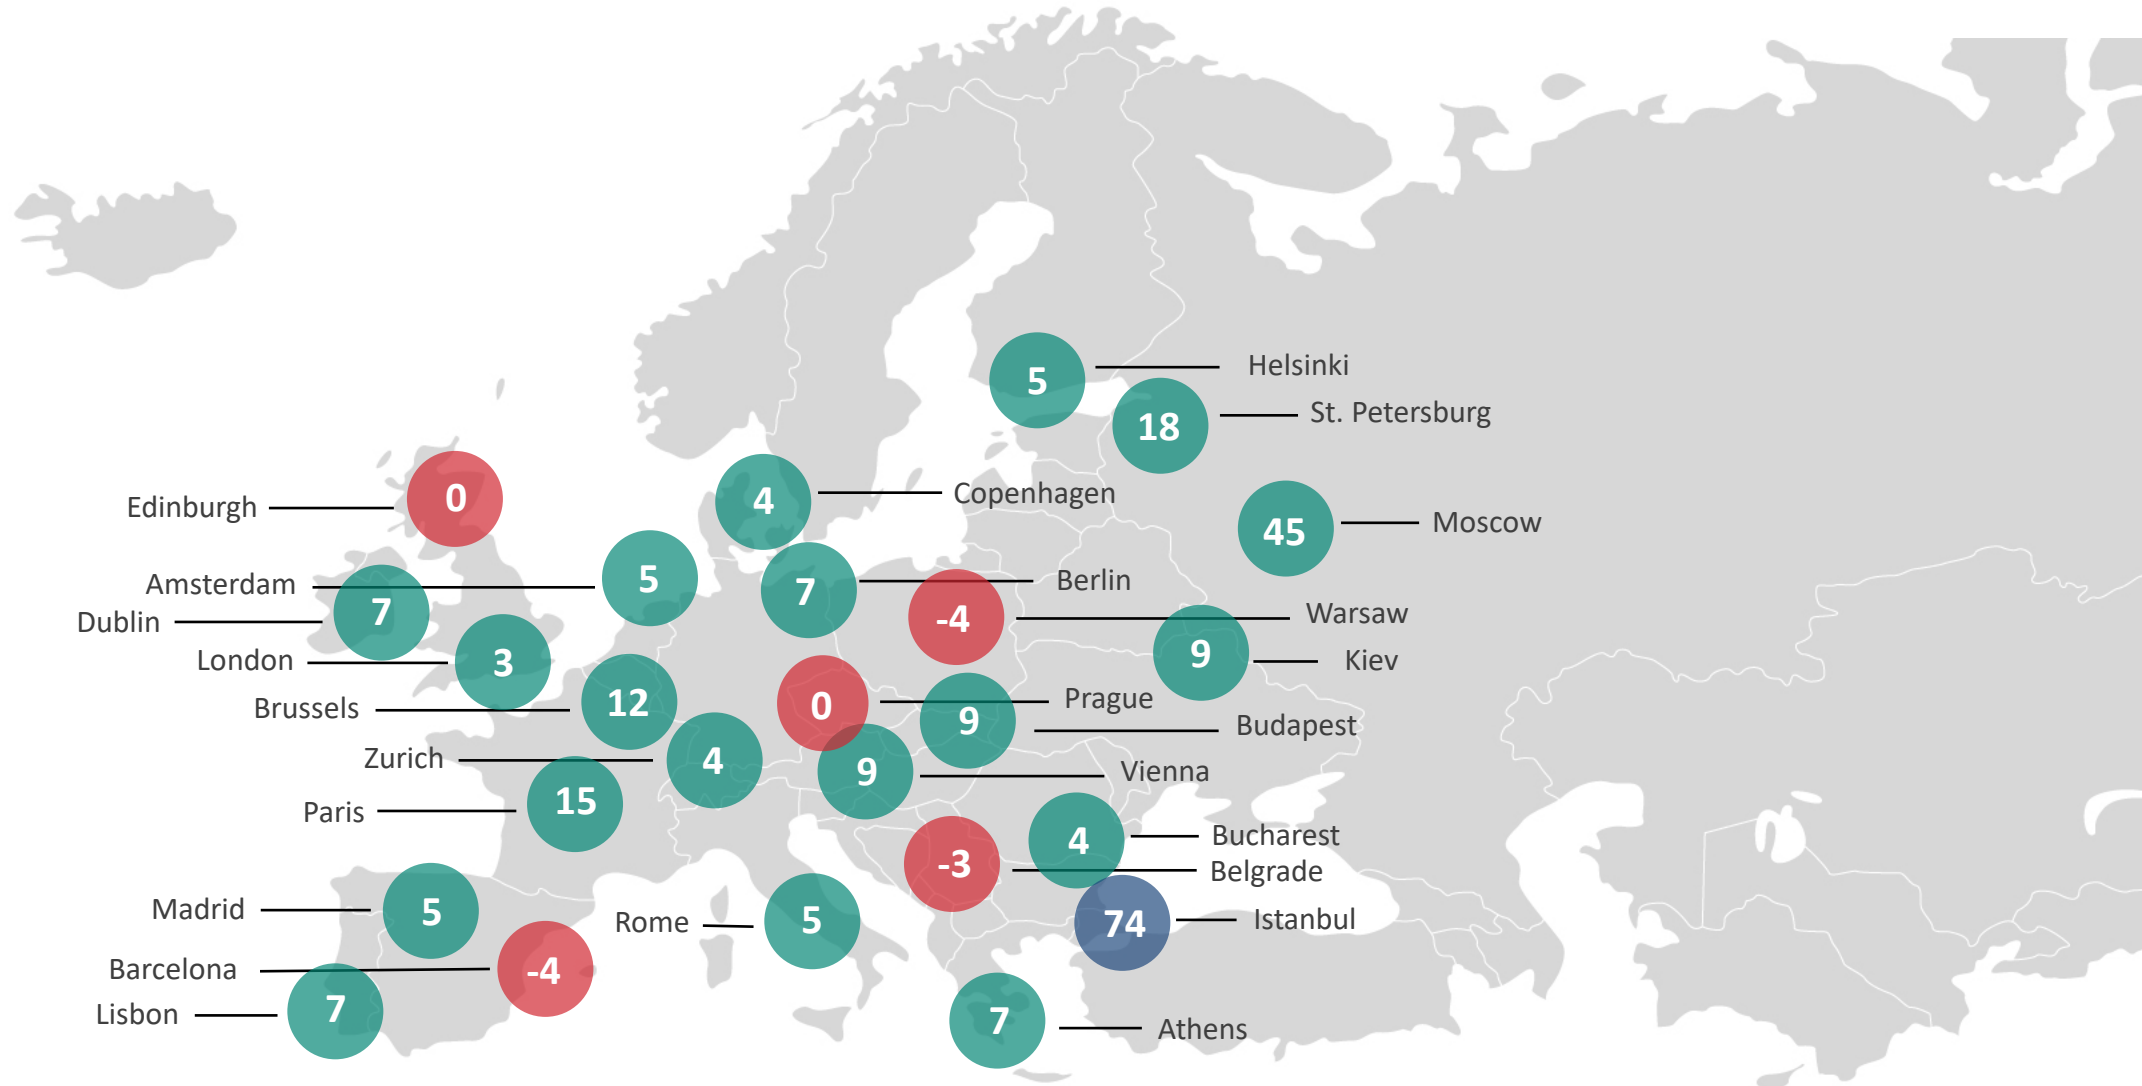 5
Helsinki
18
St. Petersburg
0
Edinburgh
4
Copenhagen
45
Moscow
5
Amsterdam
7
Berlin
7
Dublin
-4
Warsaw
3
London
9
Kiev
12
Brussels
0
Prague
9
Budapest
4
Zurich
9
Vienna
15
Paris
4
Bucharest
-3
Belgrade
5
Madrid
5
Rome
74
Istanbul
-4
Barcelona
7
Lisbon
7
Athens